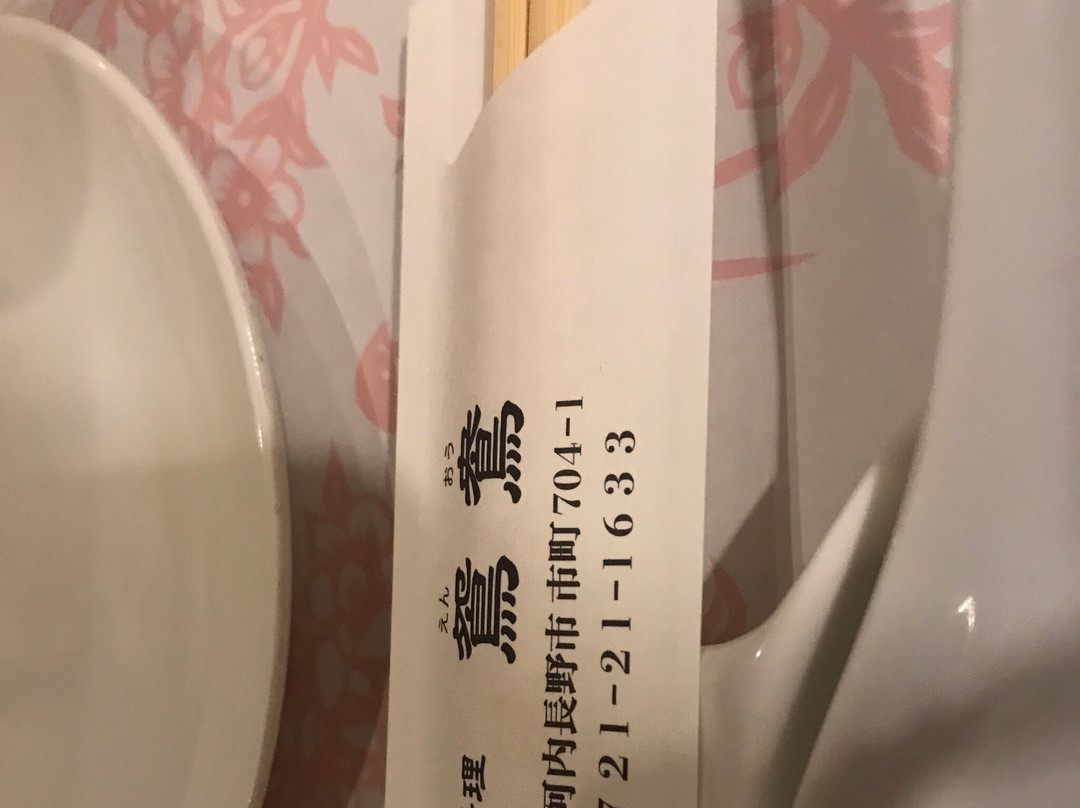 えん おう
理 鴛 鴦
河内長野市 市町704-1
721-21-1633